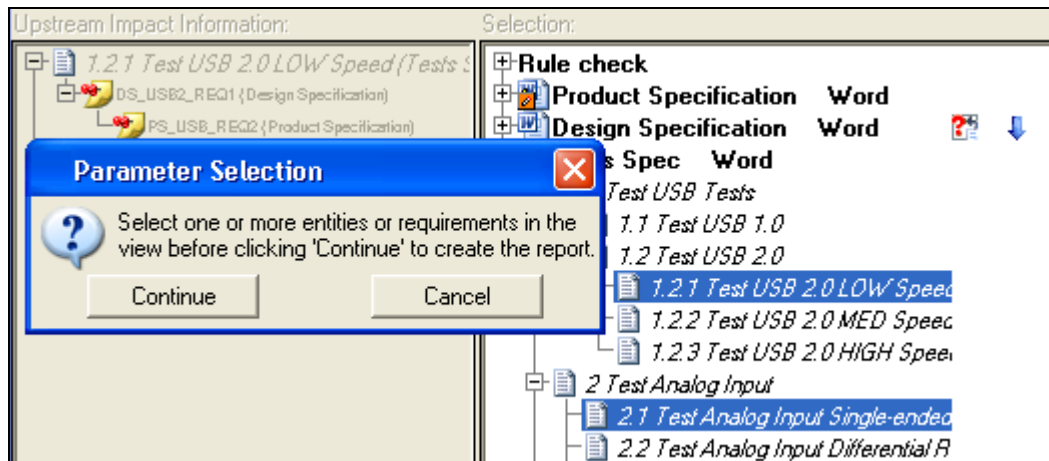 Upstream Impact Information:
1.2.1 Test USB 2.0 LOW Speed (Tests S
DS_USB2_REQ1 (Design Specification)
PS_USB_REQ2 (Product Specification)
Parameter Selection
Select one or more entities or requirements in the
view before clicking 'Continue' to create the report.
Continue
Cancel
Selection:
Rule check
Product Specification Word
Design Specification Word
s Spec Word
Test USB Tests
1.1 Test USB 1.0
1.2 Test USB 2.0
1.2.1 Test USB 2.0 LOW Speed
1.2.2 Test USB 2.0 MED Speed
1.2.3 Test USB 2.0 HIGH Speed
2 Test Analog Input
2.1 Test Analog Input Single-ended
2.2 Test Analog Input Differential R